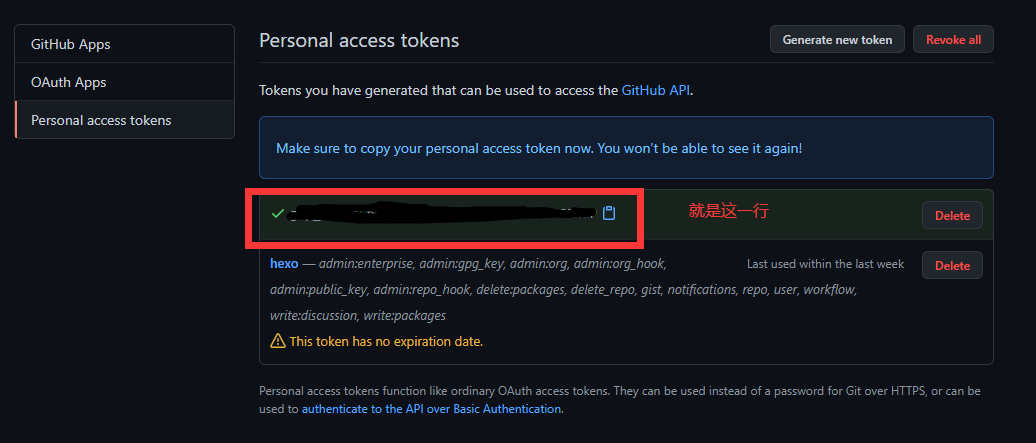 GitHub Apps
OAuth Apps
Personal access tokens
Personal access tokens
Generate new token
Revoke all
Tokens you have generated that can be used to access the GitHub API.
Make sure to copy your personal access token now. You won't be able to see it again!
就是这一行
Delete
hexo — admin:enterprise, admin:gpg_key, admin:org, admin:org_hook,
admin:public_key, admin:repo_hook, delete:packages, delete_repo, gist, notifications, repo, user, workflow,
write:discussion, write:packages
Last used within the last week
Delete
This token has no expiration date.
Personal access tokens function like ordinary OAuth access tokens. They can be used instead of a password for Git over HTTPS, or can be
used to authenticate to the API over Basic Authentication.